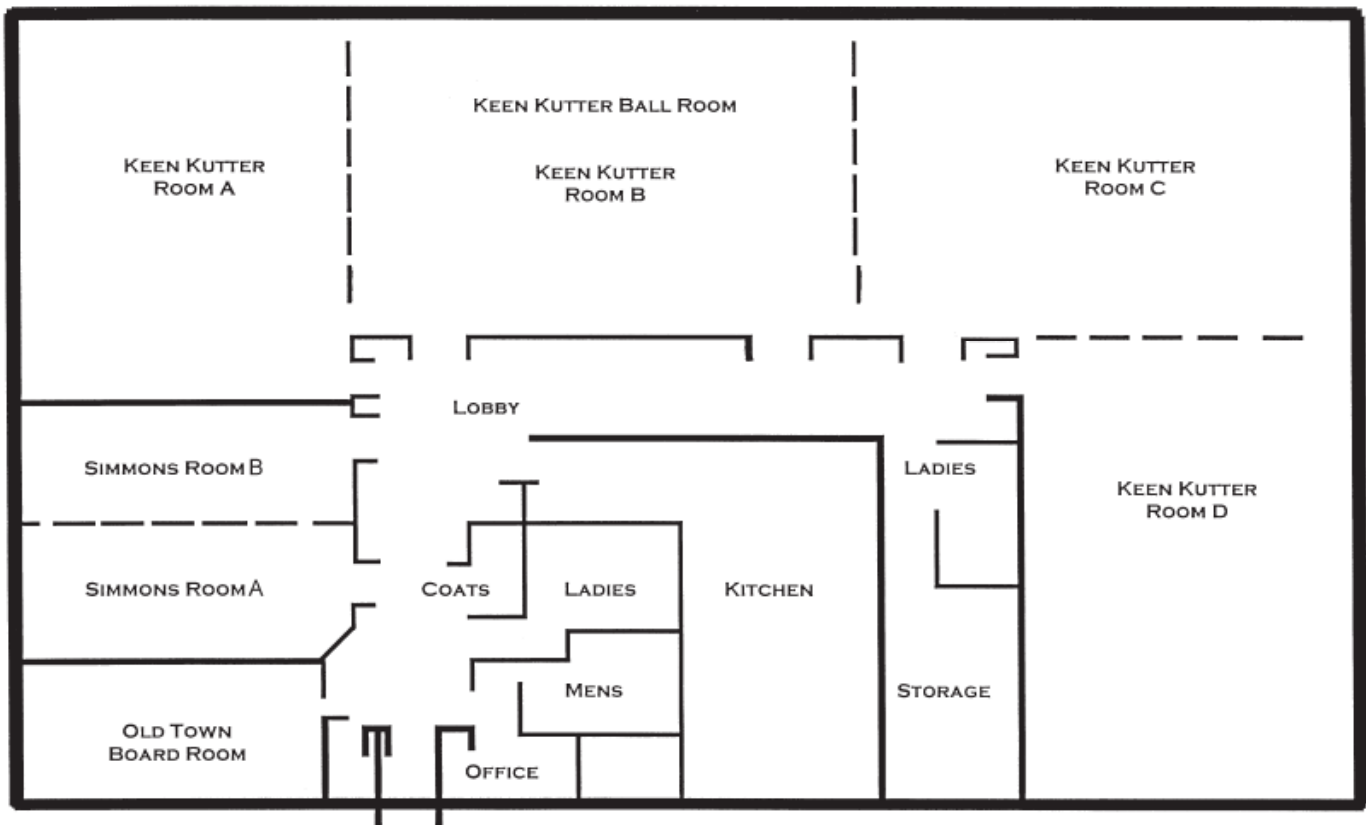 Keen Kutter Ball Room
Keen Kutter
Room A
Keen Kutter
Room B
Keen Kutter
Room C
Lobby
Simmons Room B
Ladies
Keen Kutter
Room D
Simmons Room A
Coats
Ladies
Kitchen
Mens
Storage
Old Town
Board Room
Office